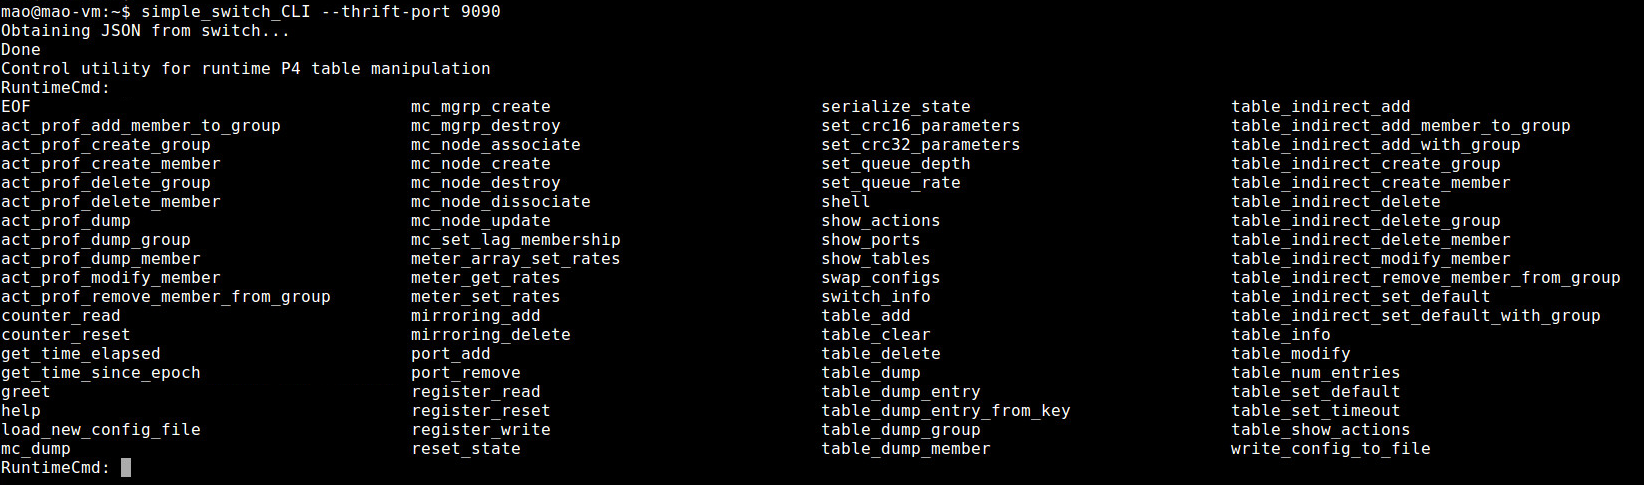 mao@mao-vm:~$ simple_switch_CLI --thrift-port 9090
Obtaining JSON from switch...
Done
Control utility for runtime P4 table manipulation
RuntimeCmd:
EOF mc_mgrp_create serialize_state table_indirect_add
act_prof_add_member_to_group mc_mgrp_destroy set_crc16_parameters table_indirect_add_member_to_group
act_prof_create_group mc_node_associate set_crc32_parameters table_indirect_add_with_group
act_prof_create_member mc_node_create set_queue_depth table_indirect_create_group
act_prof_delete_group mc_node_destroy set_queue_rate table_indirect_create_member
act_prof_delete_member mc_node_dissociate shell table_indirect_delete
act_prof_dump mc_node_update show_actions table_indirect_delete_group
act_prof_dump_group mc_set_lag_membership show_ports table_indirect_delete_member
act_prof_dump_member meter_array_set_rates show_tables table_indirect_modify_member
act_prof_modify_member meter_get_rates swap_configs table_indirect_remove_member_from_group
act_prof_remove_member_from_group meter_set_rates switch_info table_indirect_set_default
counter_read mirroring_add table_add table_indirect_set_default_with_group
counter_reset mirroring_delete table_clear table_info
get_time_elapsed port_add table_delete table_modify
get_time_since_epoch port_remove table_dump table_num_entries
greet register_read table_dump_entry table_set_default
help register_reset table_dump_entry_from_key table_set_timeout
load_new_config_file register_write table_dump_group table_show_actions
mc_dump reset_state table_dump_member write_config_to_file
RuntimeCmd: